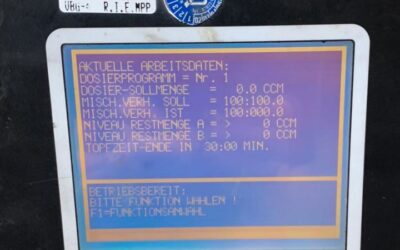 R.I.F.MPP
AKTUELLE ARBEITSDATEN:
DOSIERPROGRAMM = Nr. 1
DOSIER-SOLLMENGE = 0.0 CCM
MISCH.VERH. SOLL = 100:100.0
MISCH.VERH. IST = 100:000.0
NIVEAU RESTMENGE A = > 0 CCM
NIVEAU RESTMENGE B = > 0 CCM
TOPFZEIT-ENDE IN 30:00 MIN.
BETRIEBSBEREIT:
BITTE FUNKTION WAHLEN !
F1=FUNKTIONSANWAHL